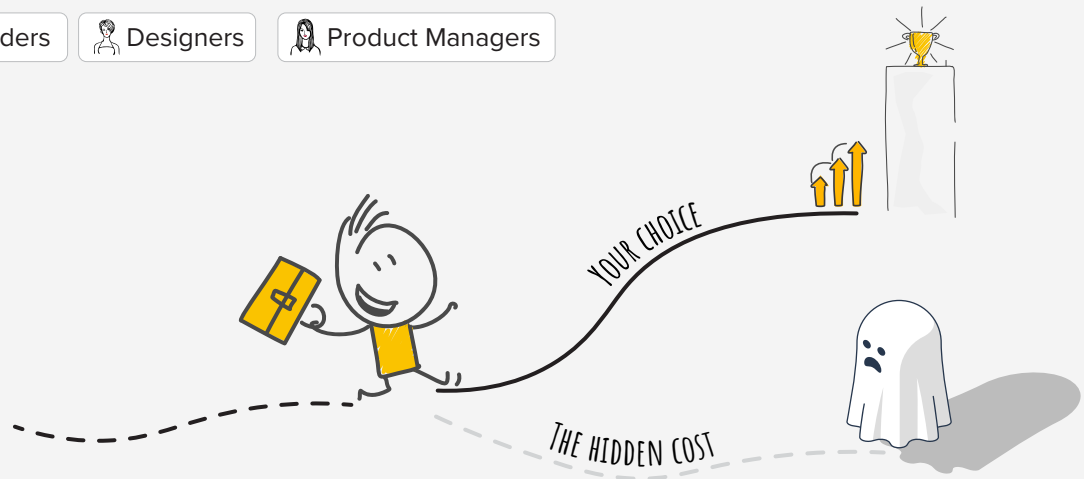 ders
Designers
Product Managers
YOUR CHOICE
THE HIDDEN COST